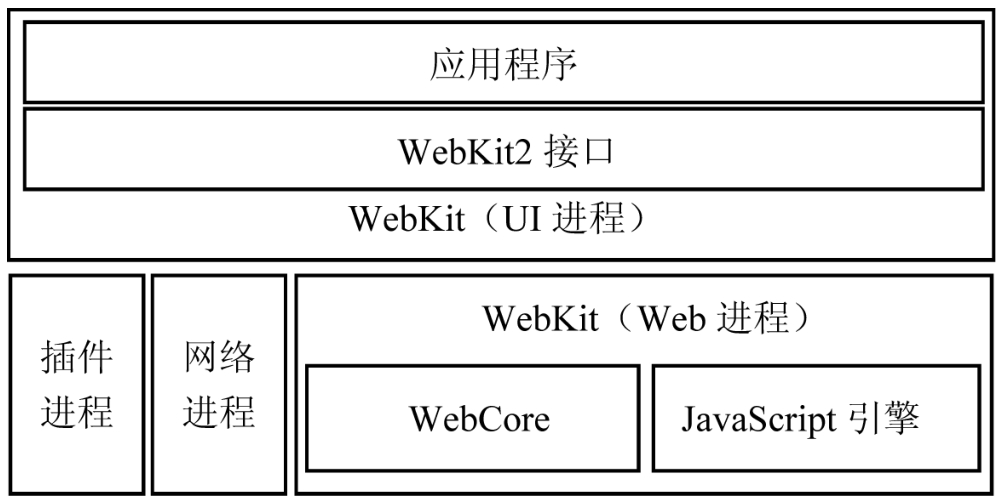 应用程序
WebKit2 接口
WebKit（UI 进程）
插件
进程
网络
进程
WebKit（Web 进程）
WebCore
JavaScript 引擎